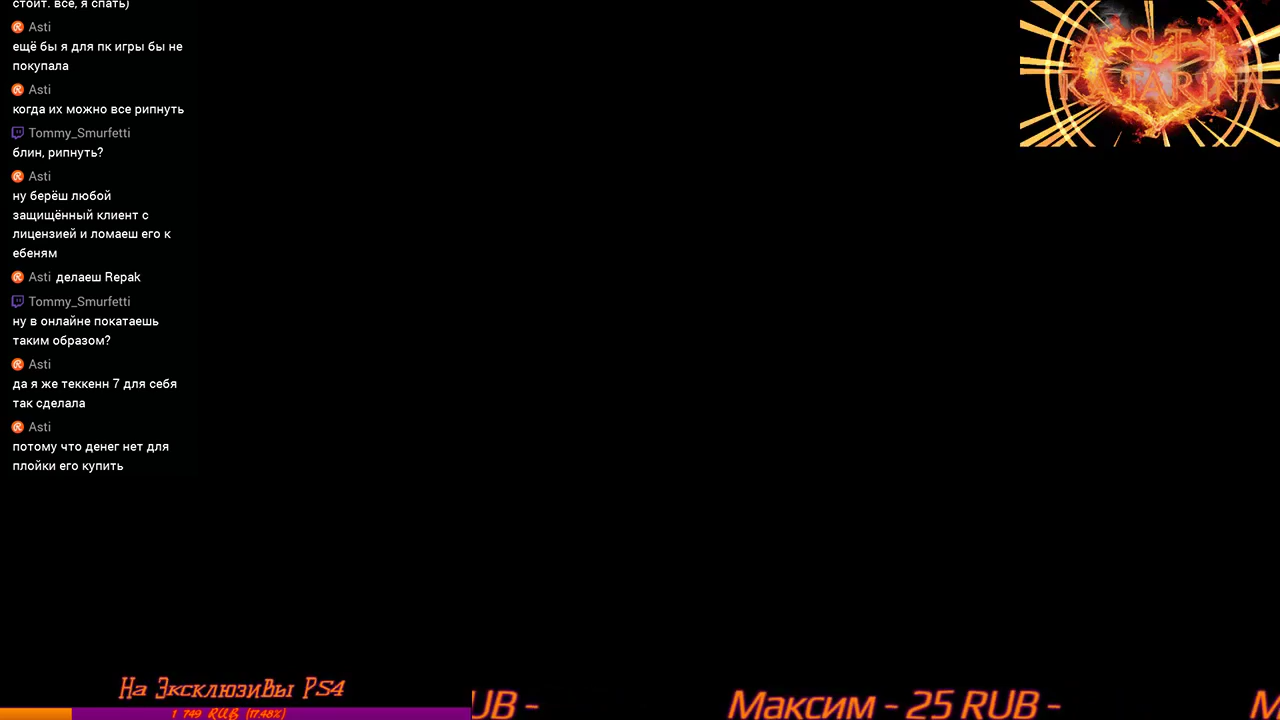 стоит. все, я спать)
Asti
ещё бы я для пк игры бы не
покупала
Asti
когда их можно все рипнуть
Tommy_Smurfetti
блин, рипнуть?
Asti
ну берёш любой
защищённый клиент с
лицензией и ломаеш его к
ебеням
Asti делаеш Repak
Tommy_Smurfetti
ну в онлайне покатаешь
таким образом?
Asti
да я же теккенн 7 для себя
так сделала
Asti
потому что денег нет для
плойки его купить
ASTI
KATARINA
На Эксклюзивы PS4
1 749 RUB (17.48%)
UB - Максим - 25 RUB - М